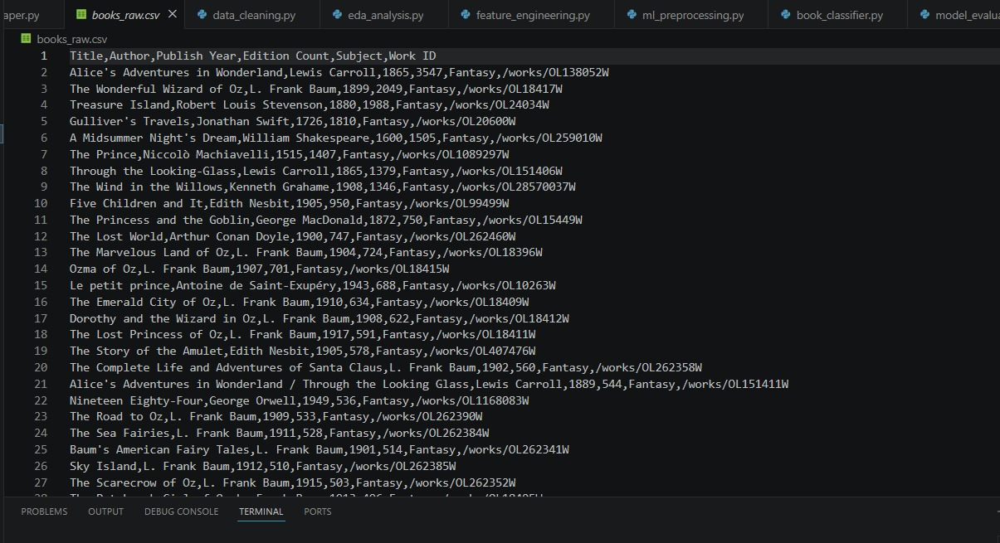 aper.py books_raw.csv data_cleaning.py eda_analysis.py feature_engineering.py ml_preprocessing.py book_classifier.py model_evalua
books_raw.csv
1 Title,Author,Publish Year,Edition Count,Subject,Work ID
2 Alice's Adventures in Wonderland,Lewis Carroll,1865,3547,Fantasy,/works/OL138052W
3 The Wonderful Wizard of Oz,L. Frank Baum,1899,2049,Fantasy,/works/OL18417W
4 Treasure Island,Robert Louis Stevenson,1880,1988,Fantasy,/works/OL24034W
5 Gulliver's Travels,Jonathan Swift,1726,1810,Fantasy,/works/OL20600W
6 A Midsummer Night's Dream,William Shakespeare,1600,1505,Fantasy,/works/OL259010W
7 The Prince,Niccolò Machiavelli,1515,1407,Fantasy,/works/OL1089297W
8 Through the Looking-Glass,Lewis Carroll,1865,1379,Fantasy,/works/OL151406W
9 The Wind in the Willows,Kenneth Grahame,1908,1346,Fantasy,/works/OL28570037W
10 Five Children and It,Edith Nesbit,1905,950,Fantasy,/works/OL99499W
11 The Princess and the Goblin,George MacDonald,1872,750,Fantasy,/works/OL15449W
12 The Lost World,Arthur Conan Doyle,1900,747,Fantasy,/works/OL262460W
13 The Marvelous Land of Oz,L. Frank Baum,1904,724,Fantasy,/works/OL18396W
14 Ozma of Oz,L. Frank Baum,1907,701,Fantasy,/works/OL18415W
15 Le petit prince,Antoine de Saint-Exupéry,1943,688,Fantasy,/works/OL10263W
16 The Emerald City of Oz,L. Frank Baum,1910,634,Fantasy,/works/OL18409W
17 Dorothy and the Wizard in Oz,L. Frank Baum,1908,622,Fantasy,/works/OL18412W
18 The Lost Princess of Oz,L. Frank Baum,1917,591,Fantasy,/works/OL18411W
19 The Story of the Amulet,Edith Nesbit,1905,578,Fantasy,/works/OL407476W
20 The Complete Life and Adventures of Santa Claus,L. Frank Baum,1902,560,Fantasy,/works/OL262358W
21 Alice's Adventures in Wonderland / Through the Looking Glass,Lewis Carroll,1889,544,Fantasy,/works/OL151411W
22 Nineteen Eighty-Four,George Orwell,1949,536,Fantasy,/works/OL1168083W
23 The Road to Oz,L. Frank Baum,1909,533,Fantasy,/works/OL262390W
24 The Sea Fairies,L. Frank Baum,1911,528,Fantasy,/works/OL262384W
25 Baum's American Fairy Tales,L. Frank Baum,1901,514,Fantasy,/works/OL262341W
26 Sky Island,L. Frank Baum,1912,510,Fantasy,/works/OL262385W
27 The Scarecrow of Oz,L. Frank Baum,1915,503,Fantasy,/works/OL262352W
PROBLEMS OUTPUT DEBUG CONSOLE TERMINAL PORTS